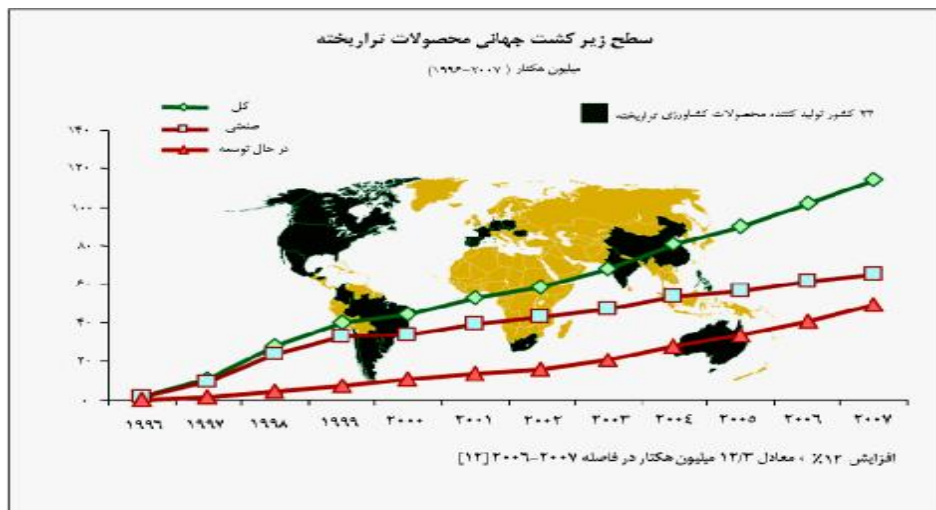 سطح زیر کشت جهانی محصولات تراریخته
میلیون هکتار (۲۰۰۷-۱۹۹۶)
کل
صنعتی
در حال توسعه
۲۳ کشور تولید کننده محصولات کشاورزی تراریخته
۱۴۰
۱۲۰
۱۰۰
۸۰
۶۰
۴۰
۲۰
۰
۱۹۹۶ ۱۹۹۷ ۱۹۹۸ ۱۹۹۹ ۲۰۰۰ ۲۰۰۱ ۲۰۰۲ ۲۰۰۳ ۲۰۰٤ ۲۰۰۵ ۲۰۰۶ ۲۰۰۷
افزایش ۱۲٪ ، معادل ۱۲/۳ میلیون هکتار در فاصله ۲۰۰۷-۲۰۰۶ [۱۲]